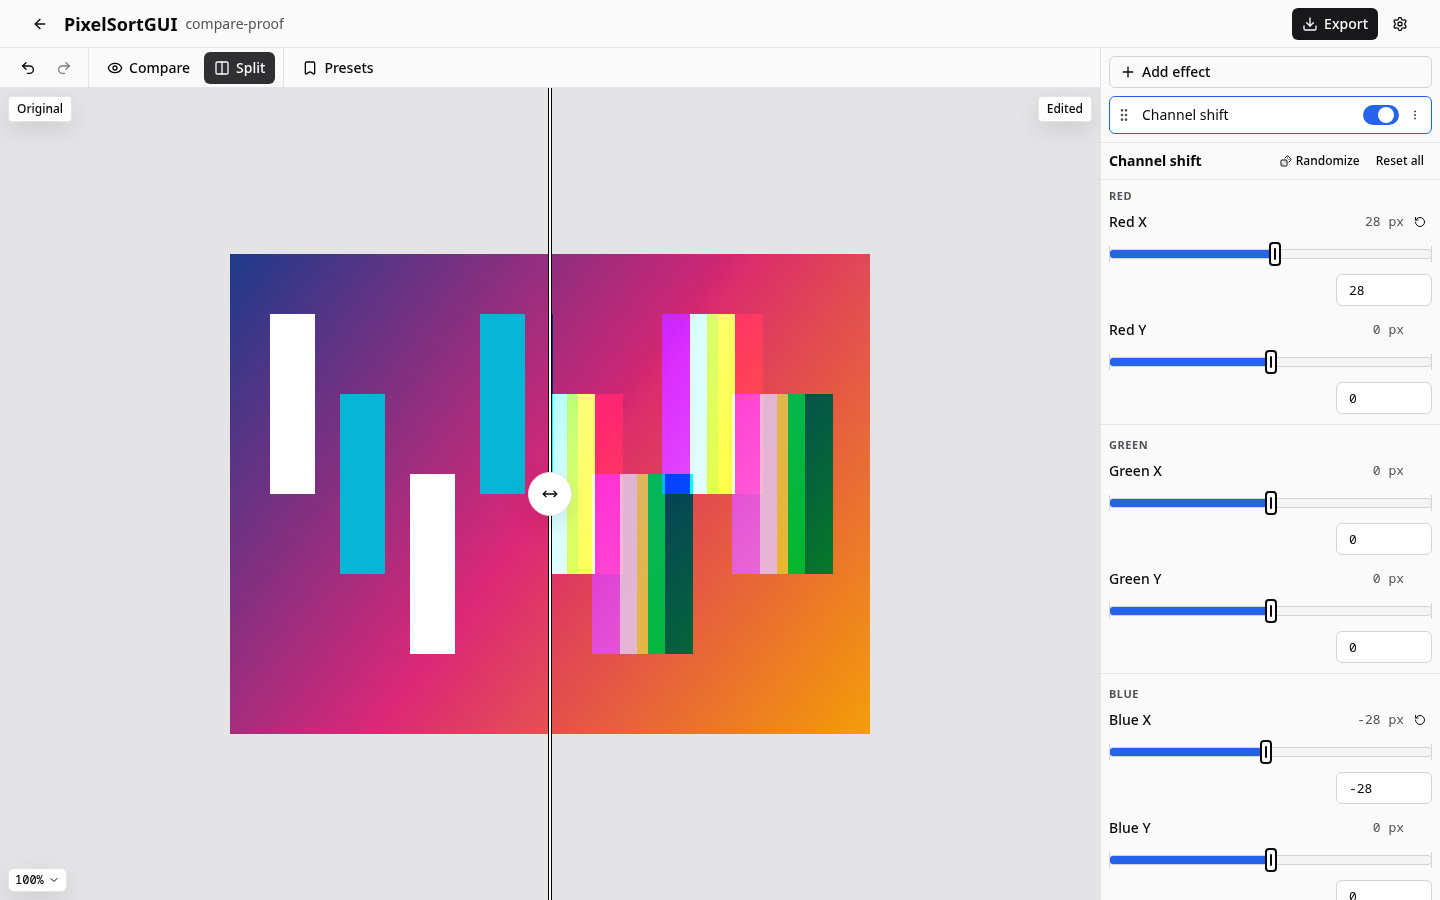 PixelSortGUI compare-proof
Export
Compare
Split
Presets
Original
Edited
100%
Add effect
Channel shift
Channel shift
Randomize
Reset all
RED
Red X
28 px
28
Red Y
0 px
0
GREEN
Green X
0 px
0
Green Y
0 px
0
BLUE
Blue X
-28 px
-28
Blue Y
0 px
0